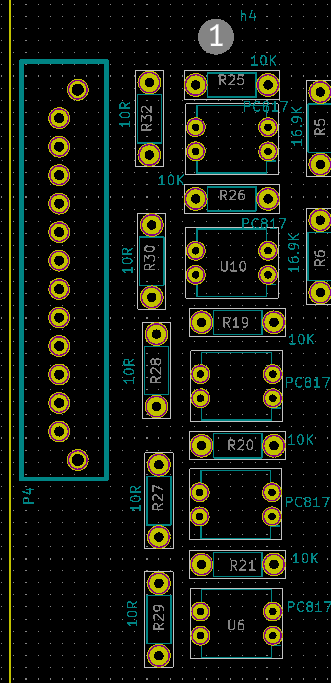 h4
1
10K
R25
PC817
10R
R32
16.9K
R5
10K
R26
PC817
10R
R30
U10
16.9K
R6
R19
10K
10R
R28
PC817
R20
10K
10R
R27
PC817
R21
10K
10R
R29
U6
PC817
P4